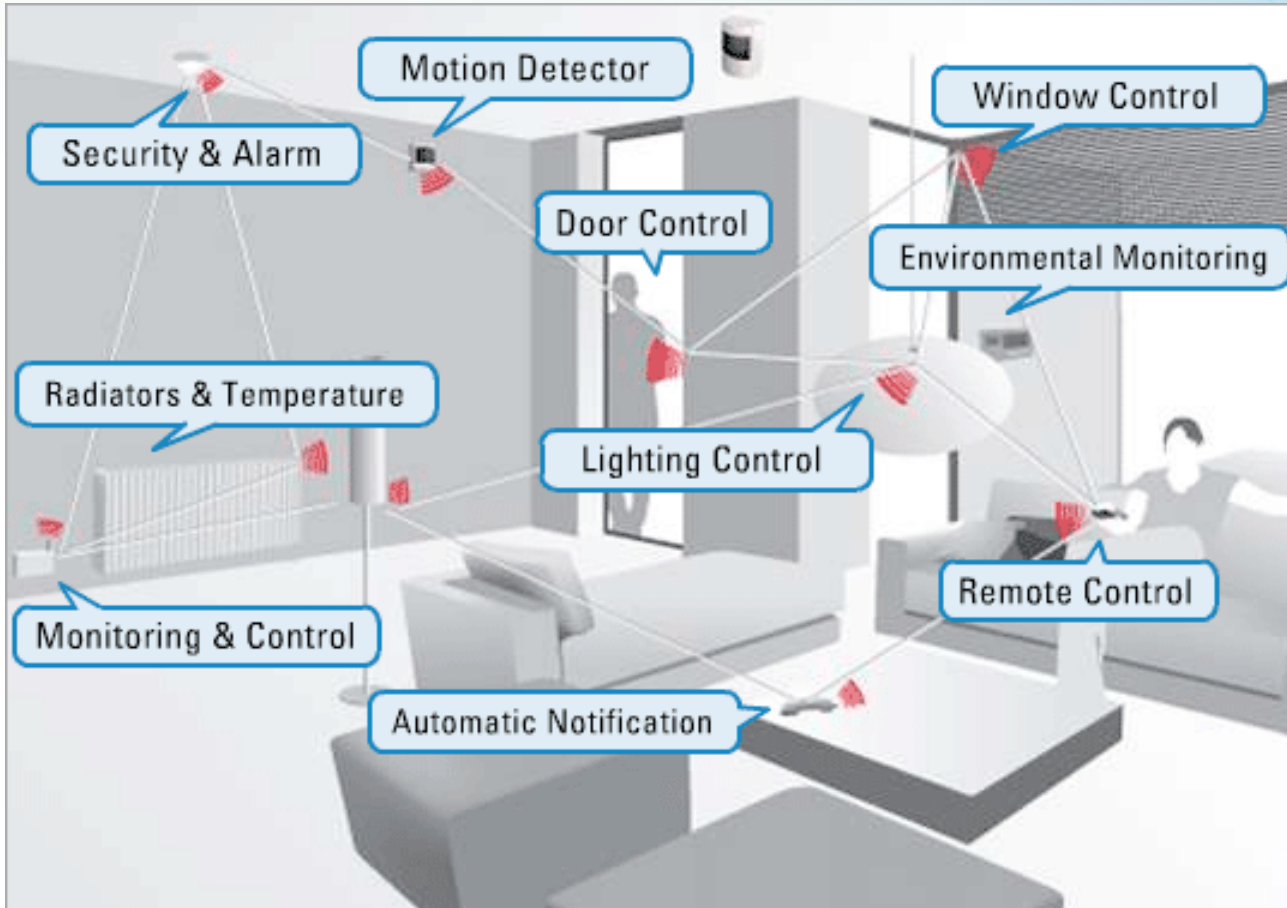 Motion Detector
Window Control
Security & Alarm
Door Control
Environmental Monitoring
Radiators & Temperature
Lighting Control
Remote Control
Monitoring & Control
Automatic Notification